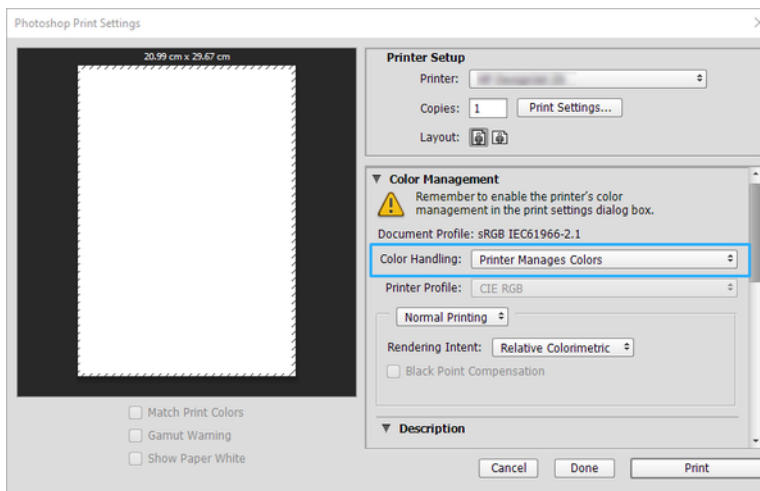 Photoshop Print Settings
20.99 cm x 29.67 cm
Match Print Colors
Gamut Warning
Show Paper White
Printer Setup
Printer:
Copies: 1 Print Settings...
Layout:
Color Management
Remember to enable the printer's color
management in the print settings dialog box.
Document Profile: sRGB IEC61966-2.1
Color Handling: Printer Manages Colors
Printer Profile: CIE RGB
Normal Printing
Rendering Intent: Relative Colorimetric
Black Point Compensation
Description
Cancel Done Print